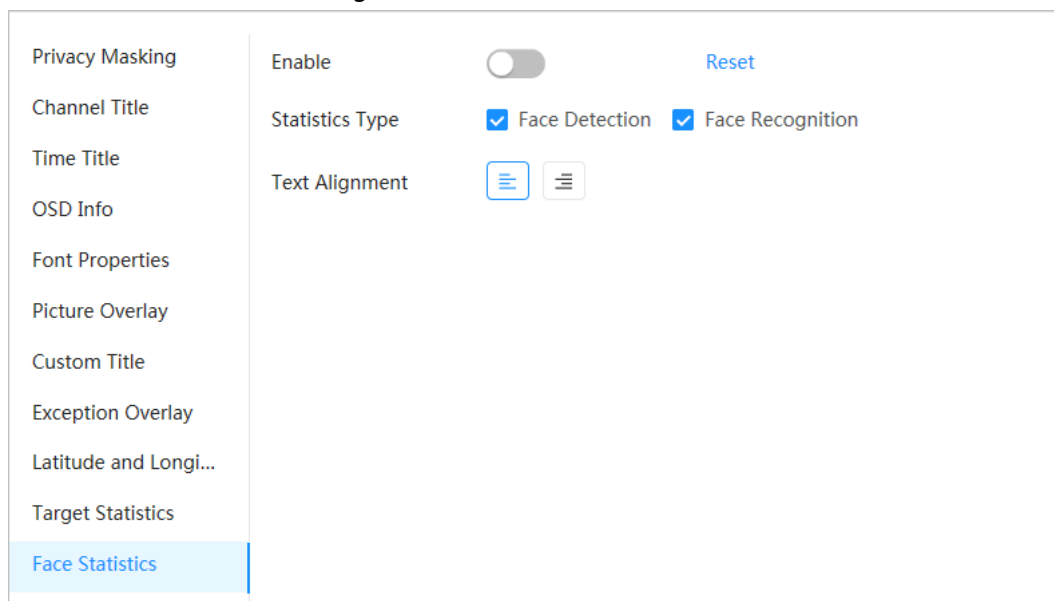 Privacy Masking
Channel Title
Time Title
OSD Info
Font Properties
Picture Overlay
Custom Title
Exception Overlay
Latitude and Longi...
Target Statistics
Face Statistics
Enable Reset
Statistics Type Face Detection Face Recognition
Text Alignment